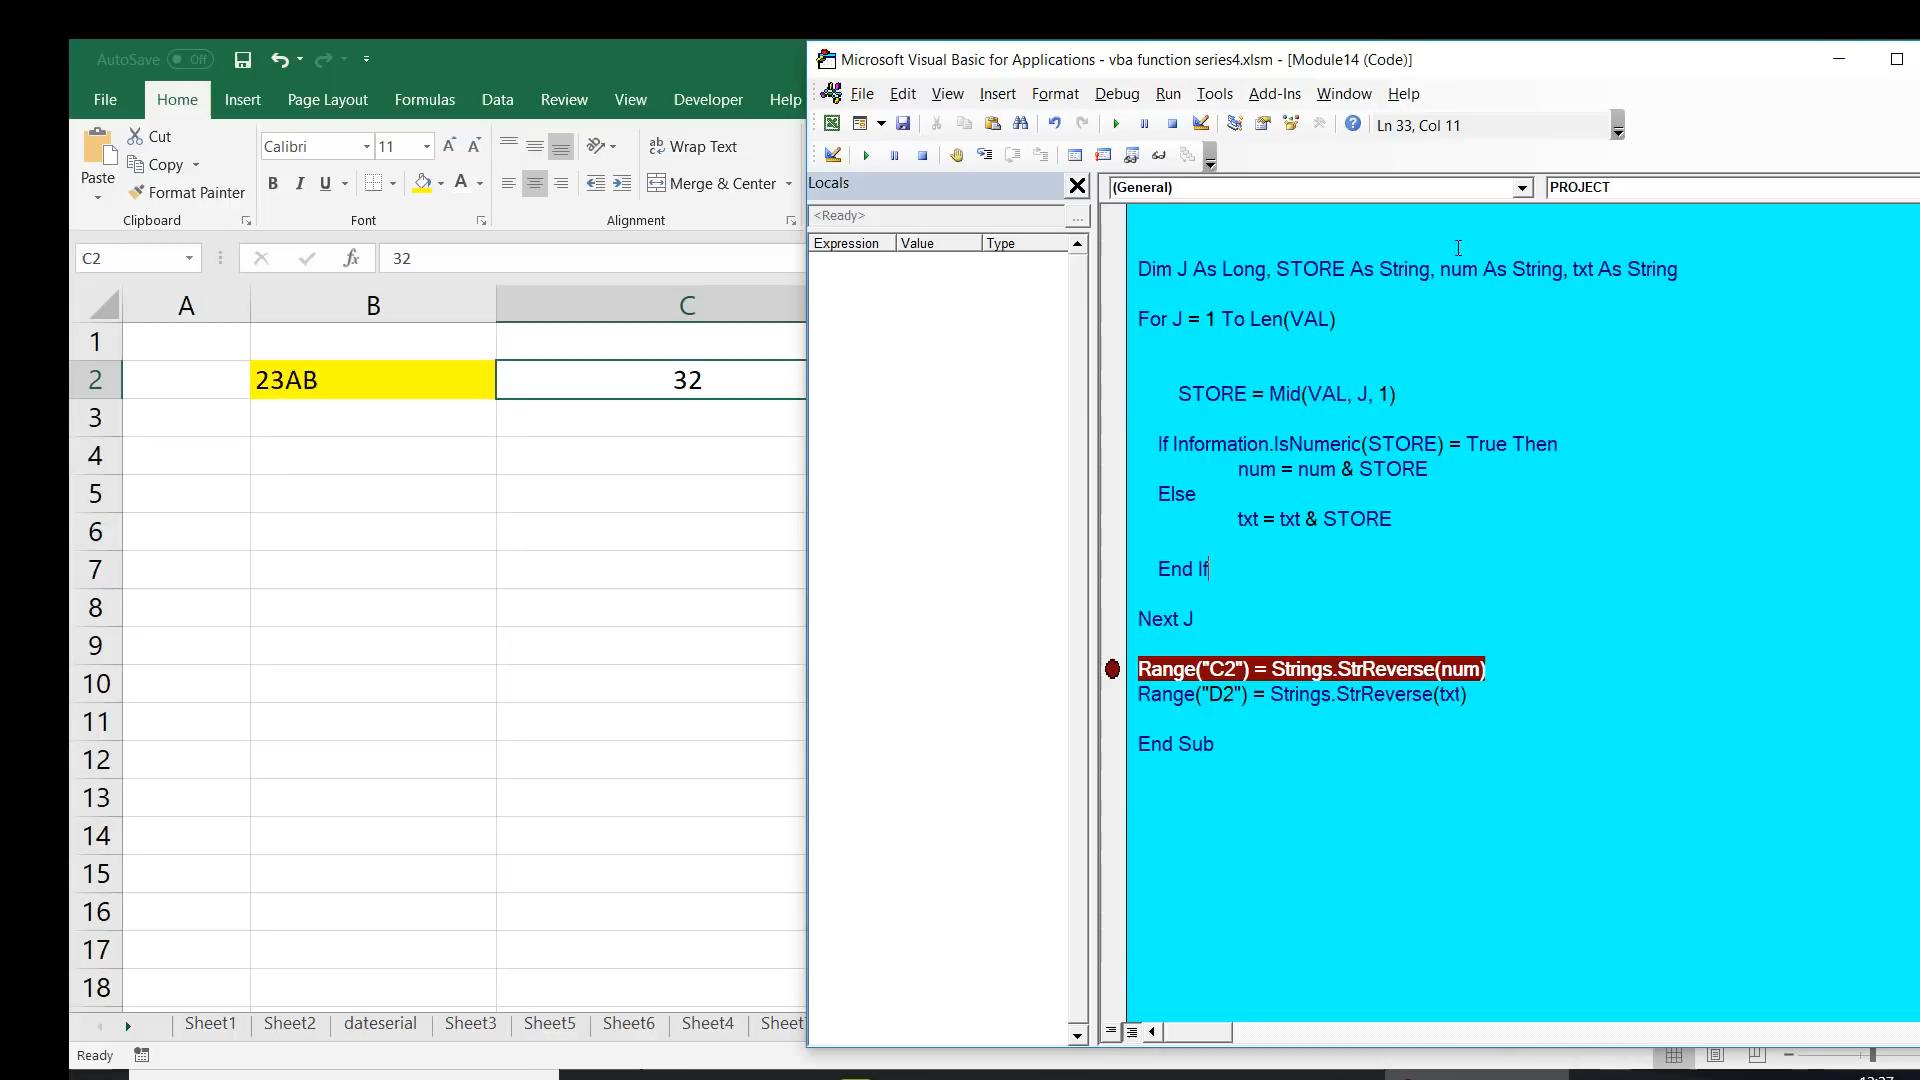 AutoSave Off
File Home Insert Page Layout Formulas Data Review View Developer Help
Cut
Copy
Format Painter
Paste
Clipboard
Calibri 11
B I U
Font
Wrap Text
Merge & Center
Alignment
C2 fx 32
A B C
1
2 23AB 32
3
4
5
6
7
8
9
10
11
12
13
14
15
16
17
18
Sheet1 Sheet2 dateserial Sheet3 Sheet5 Sheet6 Sheet4
Ready
Microsoft Visual Basic for Applications - vba function series4.xlsm - [Module14 (Code)]
File Edit View Insert Format Debug Run Tools Add-Ins Window Help
Ln 33, Col 11
Locals
<Ready>
...
Expression Value Type
(General) PROJECT
Dim J As Long, STORE As String, num As String, txt As String
For J = 1 To Len(VAL)
STORE = Mid(VAL, J, 1)
If Information.IsNumeric(STORE) = True Then
num = num & STORE
Else
txt = txt & STORE
End If
Next J
Range("C2") = Strings.StrReverse(num)
Range("D2") = Strings.StrReverse(txt)
End Sub